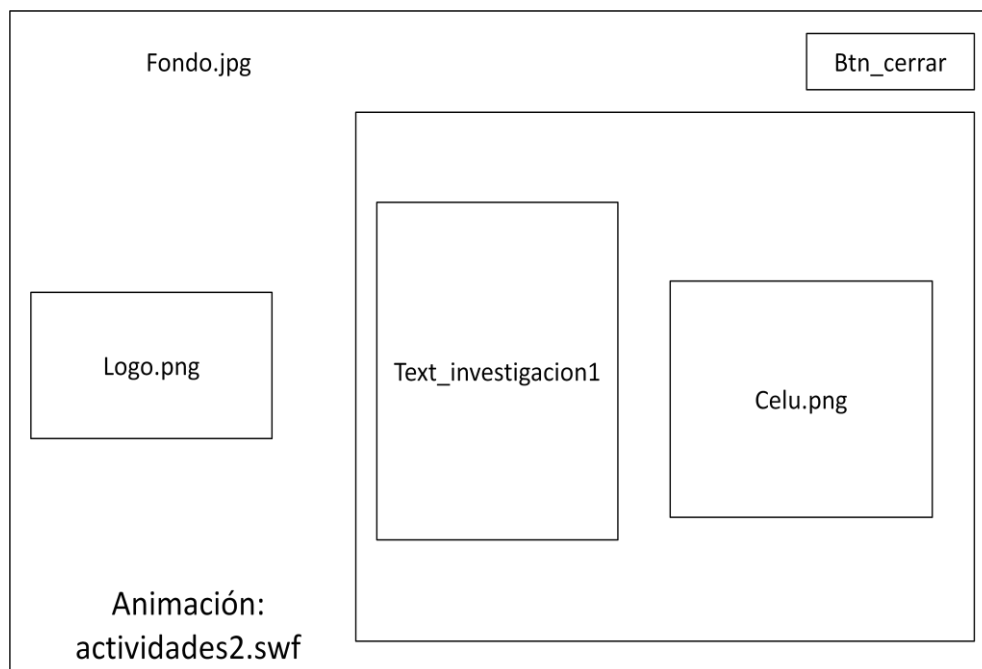 Fondo.jpg
Btn_cerrar
Logo.png
Text_investigacion1
Celu.png
Animación:
actividades2.swf